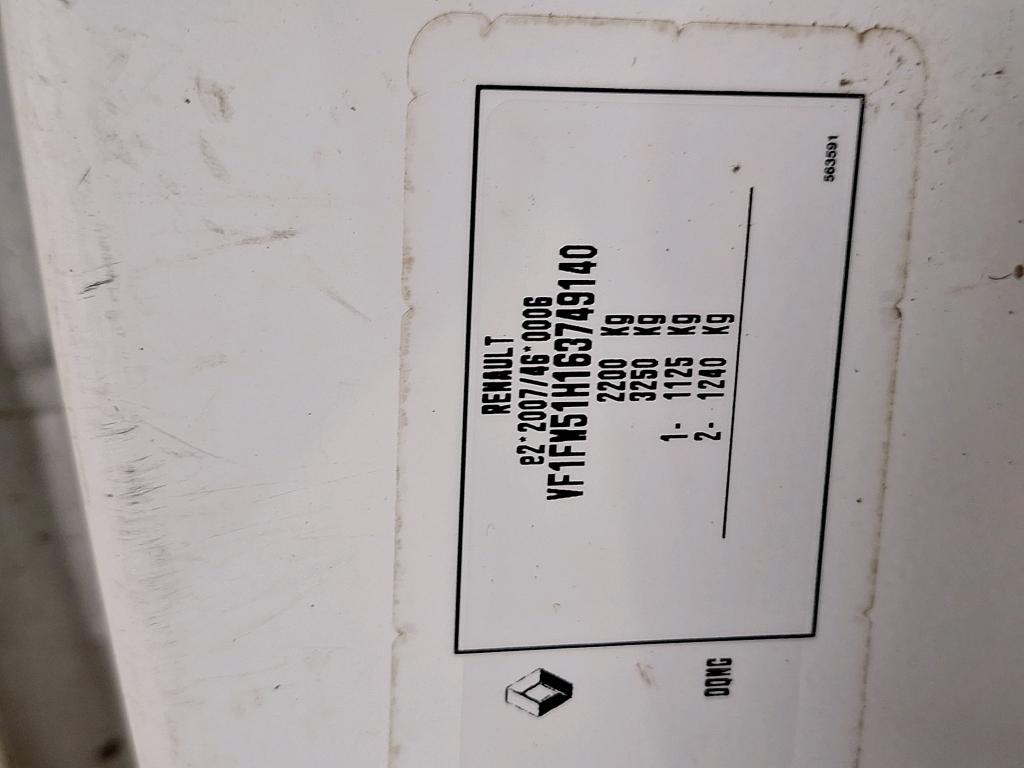 RENAULT
e2*2007/46*0006
VF1FW51H163749140
2200 Kg
3250 Kg
1- 1125 Kg
2- 1240 Kg
563591
DQNC